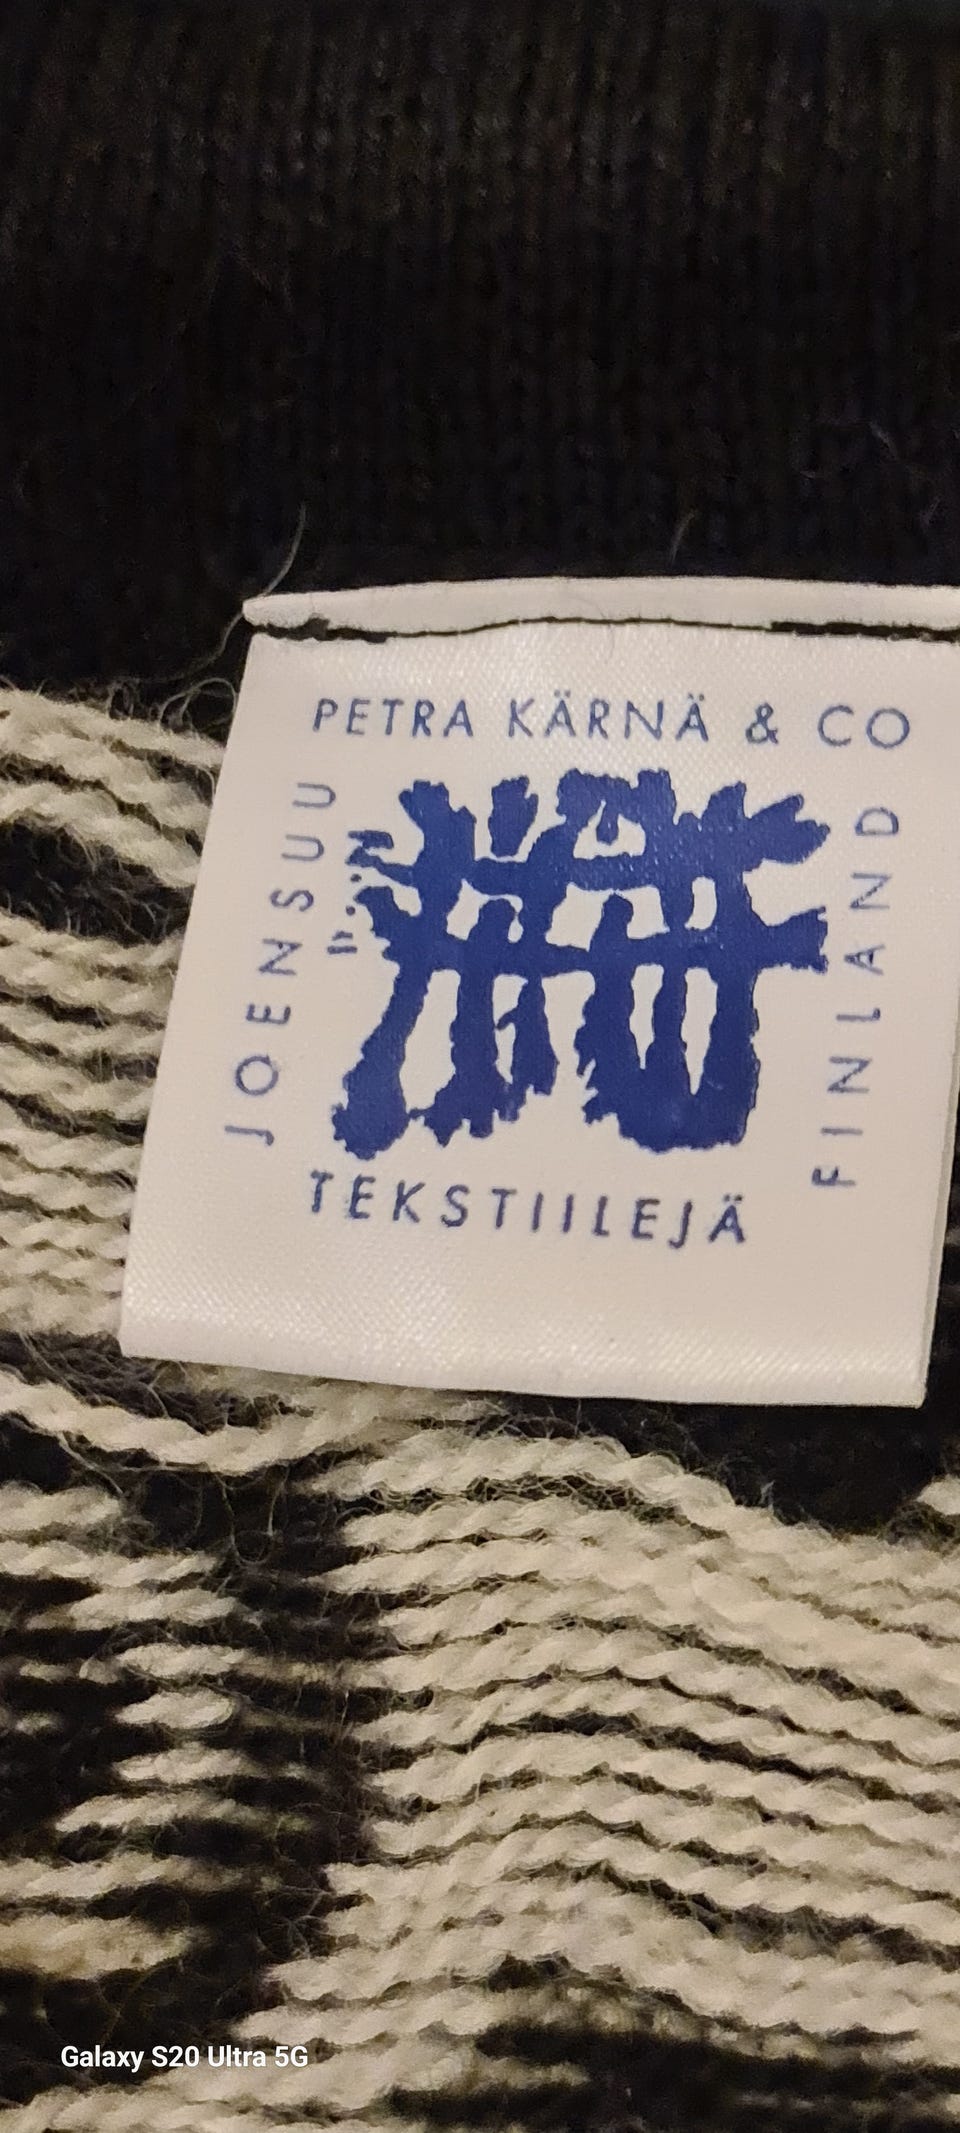 PETRA KÄRNÄ & CO
JOENSUU
FINLAND
TEKSTIILEJÄ
Galaxy S20 Ultra 5G